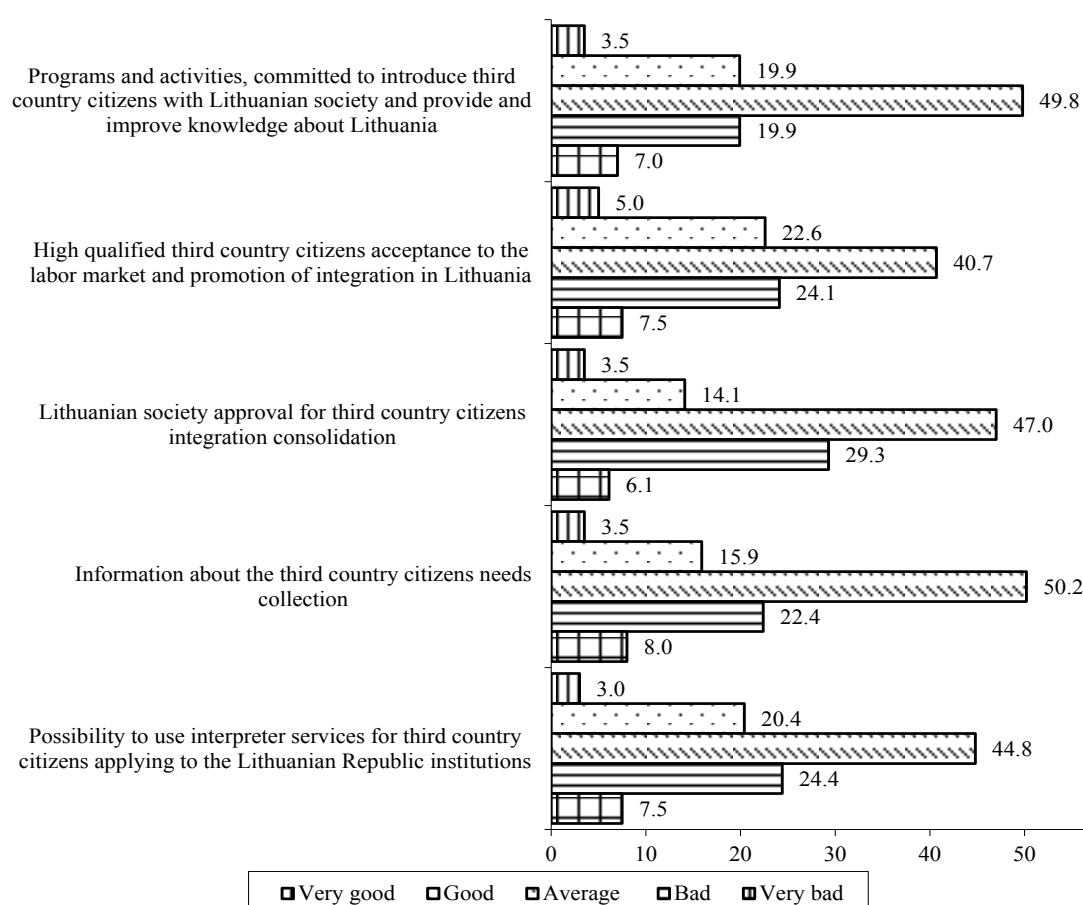 3.5
Programs and activities, committed to introduce third
country citizens with Lithuanian society and provide and
improve knowledge about Lithuania
19.9
49.8
19.9
7.0
5.0
High qualified third country citizens acceptance to the
labor market and promotion of integration in Lithuania
22.6
40.7
24.1
7.5
3.5
Lithuanian society approval for third country citizens
integration consolidation
14.1
47.0
29.3
6.1
3.5
Information about the third country citizens needs
collection
15.9
50.2
22.4
8.0
3.0
Possibility to use interpreter services for third country
citizens applying to the Lithuanian Republic institutions
20.4
44.8
24.4
7.5
0 10 20 30 40 50
Very good Good Average Bad Very bad